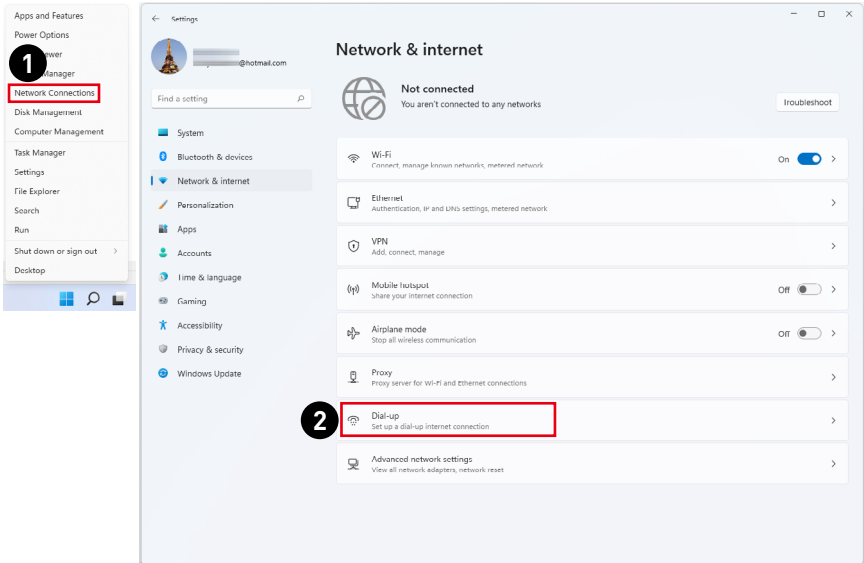 Apps and Features
Power Options
ewer
1
Manager
Network Connections
Disk Management
Computer Management
Task Manager
Settings
File Explorer
Search
Run
Shut down or sign out
Desktop
Settings
@hotmail.com
Find a setting
System
Bluetooth & devices
Network & internet
Personalization
Apps
Accounts
Time & language
Gaming
Accessibility
Privacy & security
Windows Update
Network & internet
Not connected
You aren't connected to any networks
Troubleshoot
Wi-Fi
Connect, manage known networks, metered network
On
Ethernet
Authentication, IP and DNS settings, metered network
VPN
Add, connect, manage
Mobile hotspot
Share your internet connection
Off
Airplane mode
Stop all wireless communication
Off
Proxy
Proxy server for Wi-Fi and Ethernet connections
2
Dial-up
Set up a dial-up internet connection
Advanced network settings
View all network adapters, network reset